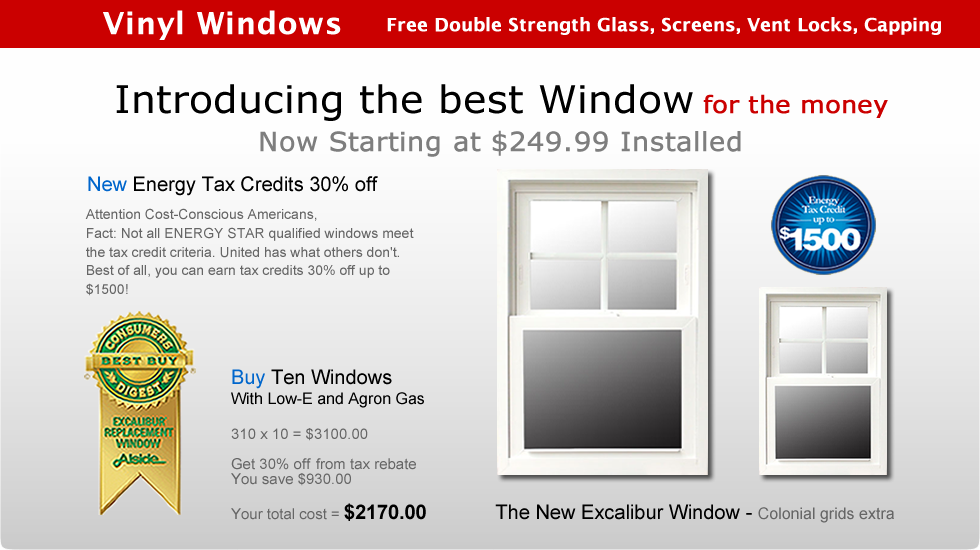 Vinyl Windows
Free Double Strength Glass, Screens, Vent Locks, Capping
Introducing the best Window for the money
Now Starting at $249.99 Installed
New Energy Tax Credits 30% off
Attention Cost-Conscious Americans,
Fact: Not all ENERGY STAR qualified windows meet
the tax credit criteria. United has what others don't.
Best of all, you can earn tax credits 30% off up to
$1500!
Energy
Tax Credit
up to
$1500
CONSUMERS
BEST BUY
DIGEST
EXCALIBUR
REPLACEMENT
WINDOW
Alside
Buy Ten Windows
With Low-E and Agron Gas
310 x 10 = $3100.00
Get 30% off from tax rebate
You save $930.00
Your total cost = $2170.00
The New Excalibur Window - Colonial grids extra